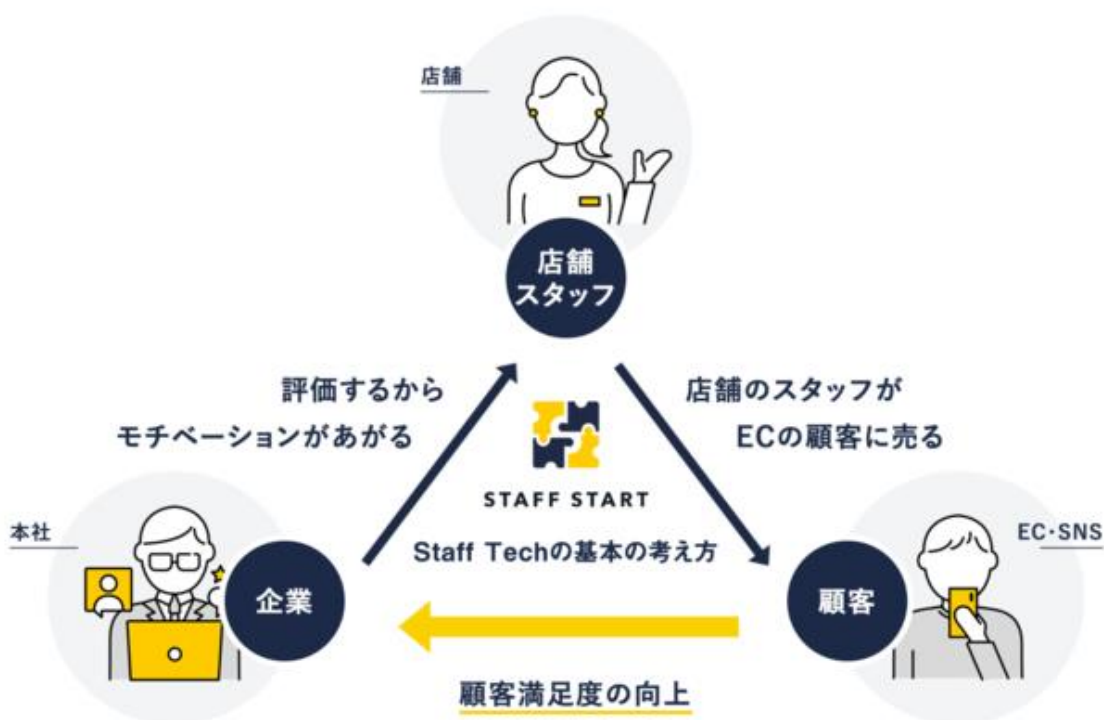 店舗
店舗
スタッフ
評価するから
モチベーションがあがる
店舗のスタッフが
ECの顧客に売る
STAFF START
Staff Techの基本の考え方
本社
企業
顧客
EC・SNS
顧客満足度の向上